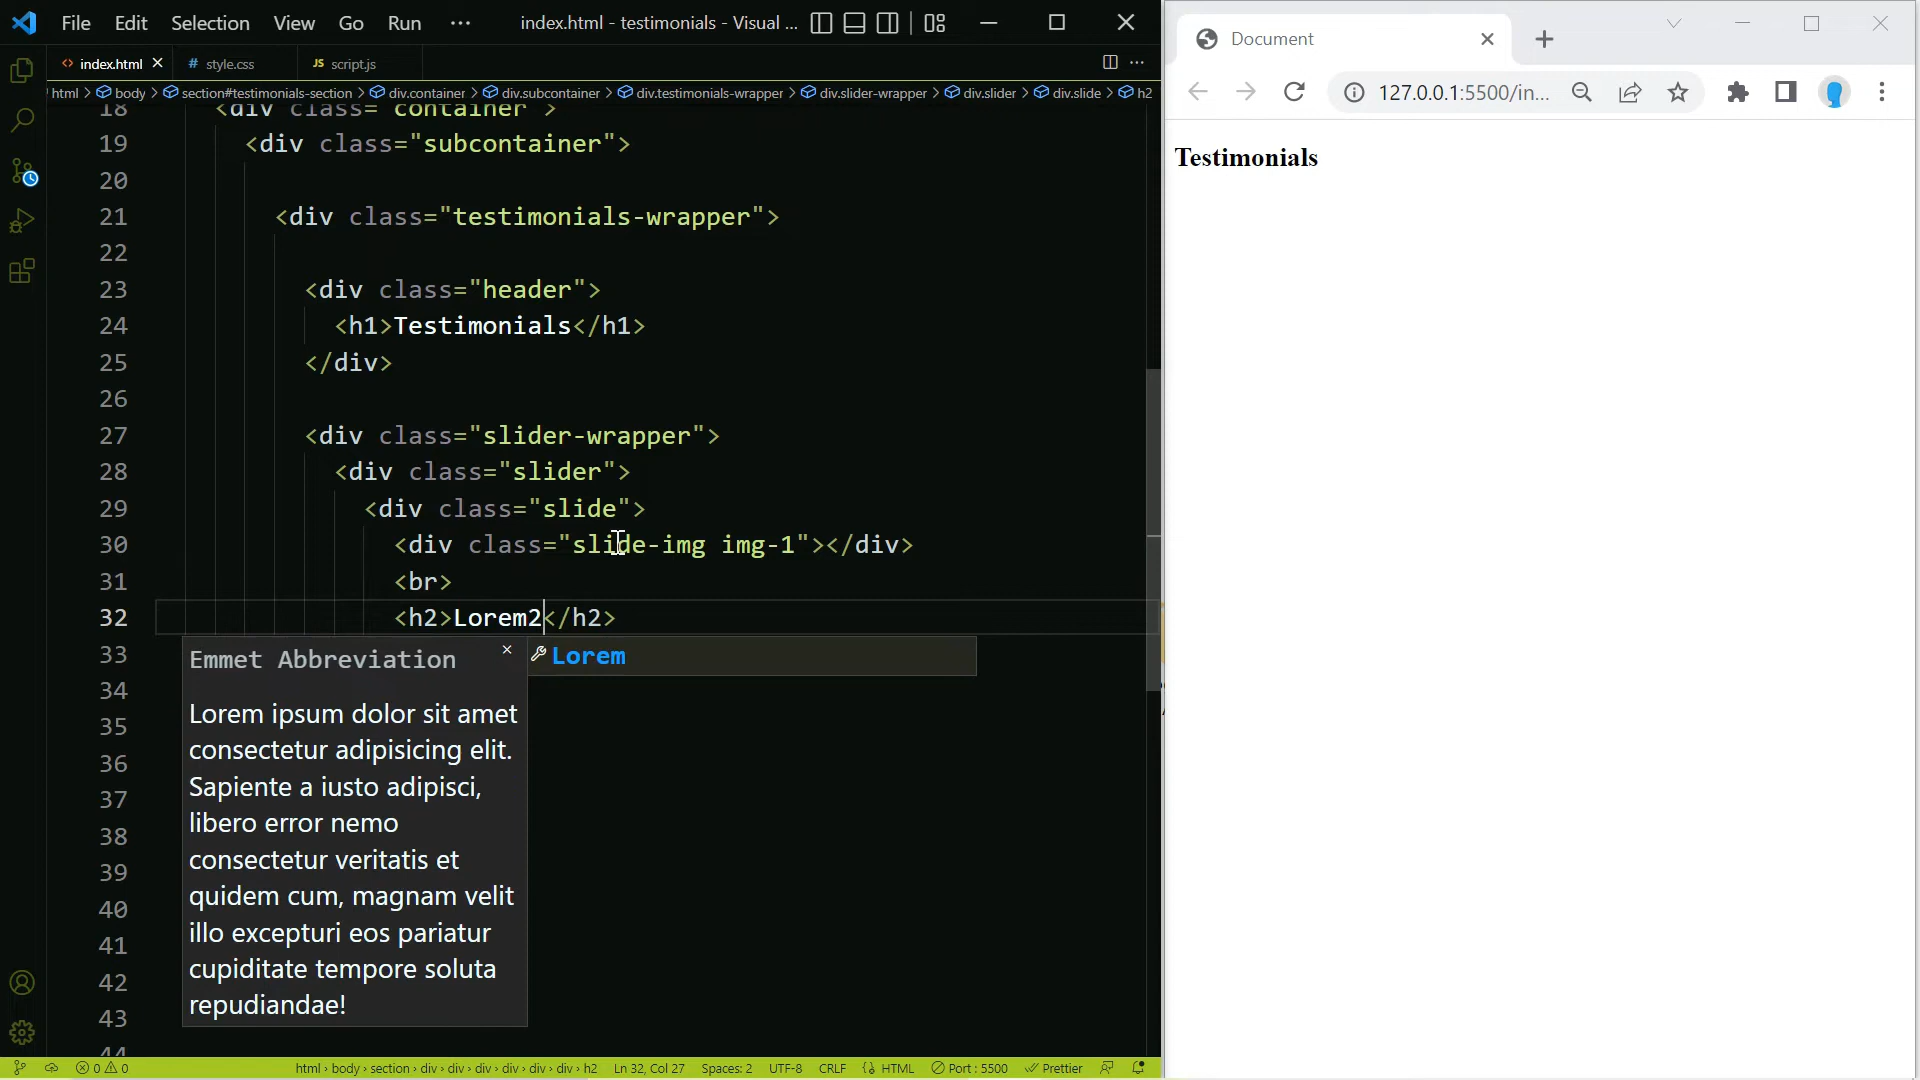 File Edit Selection View Go Run ··· index.html - testimonials - Visual ...
index.html # style.css JS script.js
html > body > section#testimonials-section > div.container > div.subcontainer > div.testimonials-wrapper > div.slider-wrapper > div.slider > div.slide > h2
18 <div class="container">
19 <div class="subcontainer">
20
21 <div class="testimonials-wrapper">
22
23 <div class="header">
24 <h1>Testimonials</h1>
25 </div>
26
27 <div class="slider-wrapper">
28 <div class="slider">
29 <div class="slide">
30 <div class="slide-img img-1"></div>
31 <br>
32 <h2>Lorem2</h2>
33
34
35
36
37
38
39
40
41
42
43
44
Lorem
Emmet Abbreviation
Lorem ipsum dolor sit amet
consectetur adipisicing elit.
Sapiente a iusto adipisci,
libero error nemo
consectetur veritatis et
quidem cum, magnam velit
illo excepturi eos pariatur
cupiditate tempore soluta
repudiandae!
0 0 html › body › section › div › div › div › div › div › div › h2 Ln 32, Col 27 Spaces: 2 UTF-8 CRLF {} HTML Port : 5500 Prettier
Document
127.0.0.1:5500/in...
Testimonials